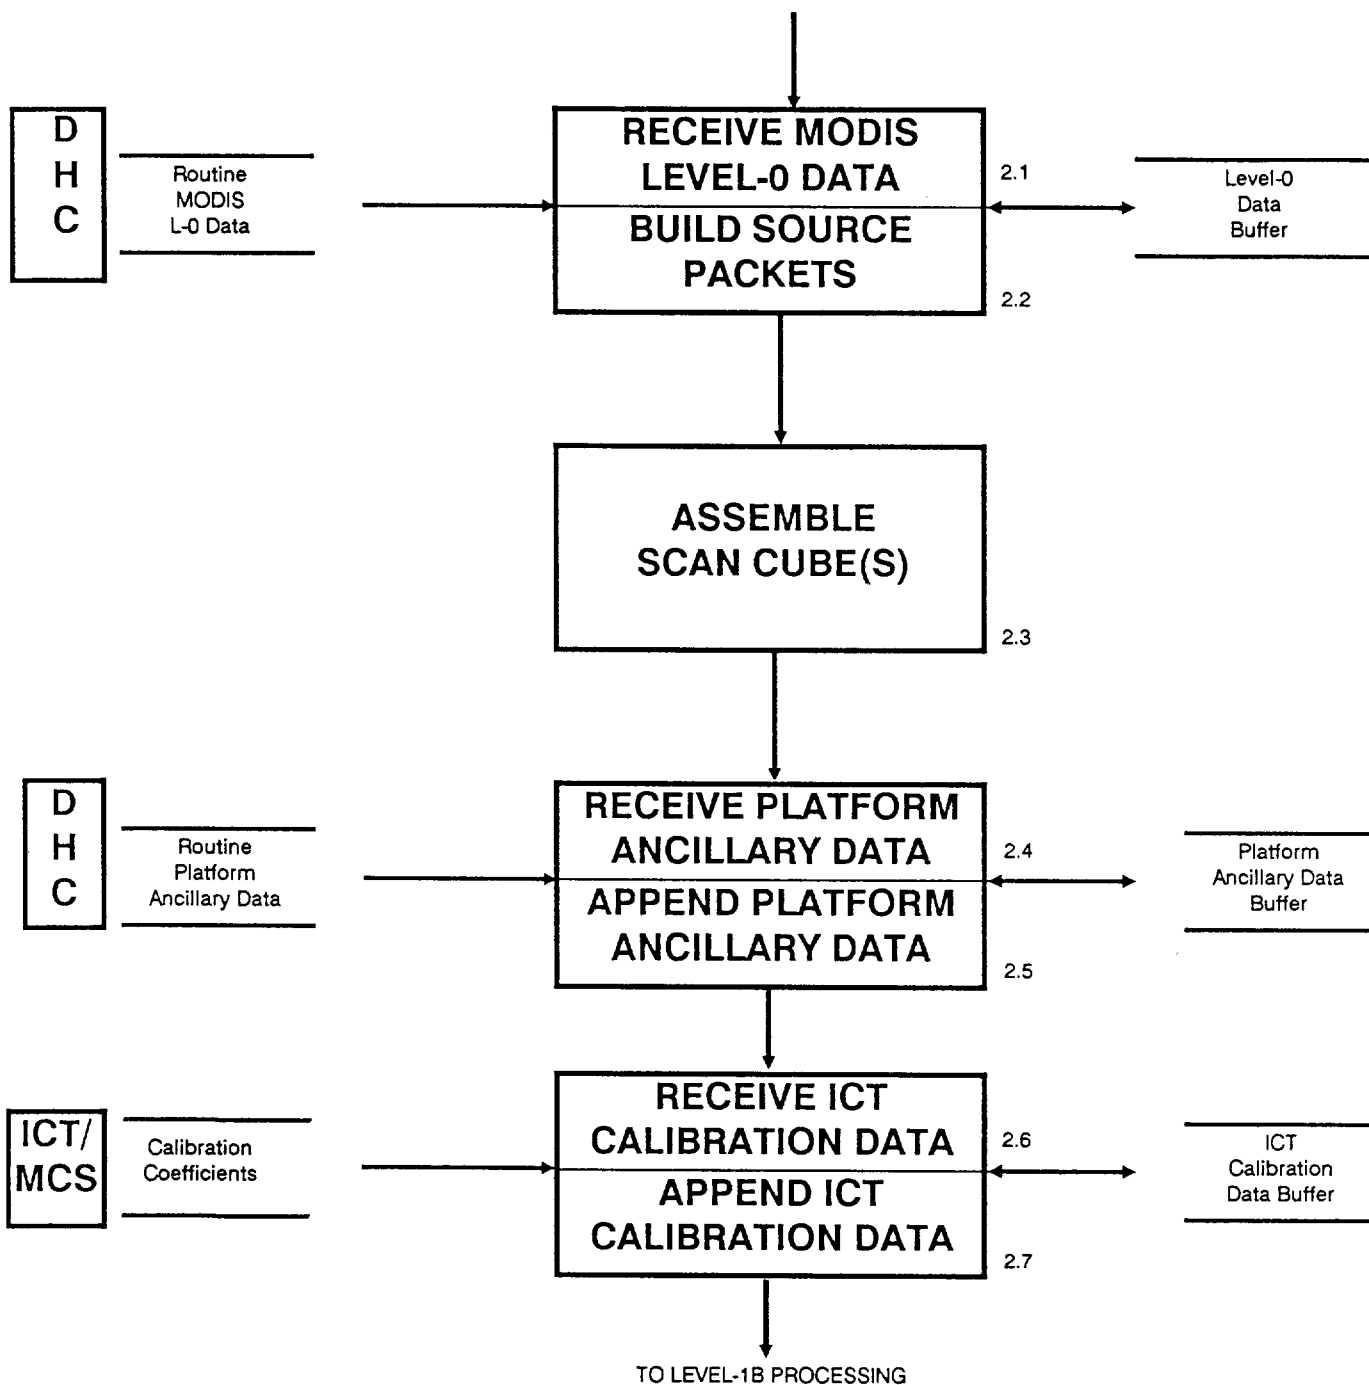 D
H
C
Routine
MODIS
L-0 Data
RECEIVE MODIS
LEVEL-0 DATA
BUILD SOURCE
PACKETS
2.1
2.2
Level-0
Data
Buffer
ASSEMBLE
SCAN CUBE(S)
2.3
D
H
C
Routine
Platform
Ancillary Data
RECEIVE PLATFORM
ANCILLARY DATA
APPEND PLATFORM
ANCILLARY DATA
2.4
2.5
Platform
Ancillary Data
Buffer
ICT/
MCS
Calibration
Coefficients
RECEIVE ICT
CALIBRATION DATA
APPEND ICT
CALIBRATION DATA
2.6
2.7
ICT
Calibration
Data Buffer
TO LEVEL-1B PROCESSING